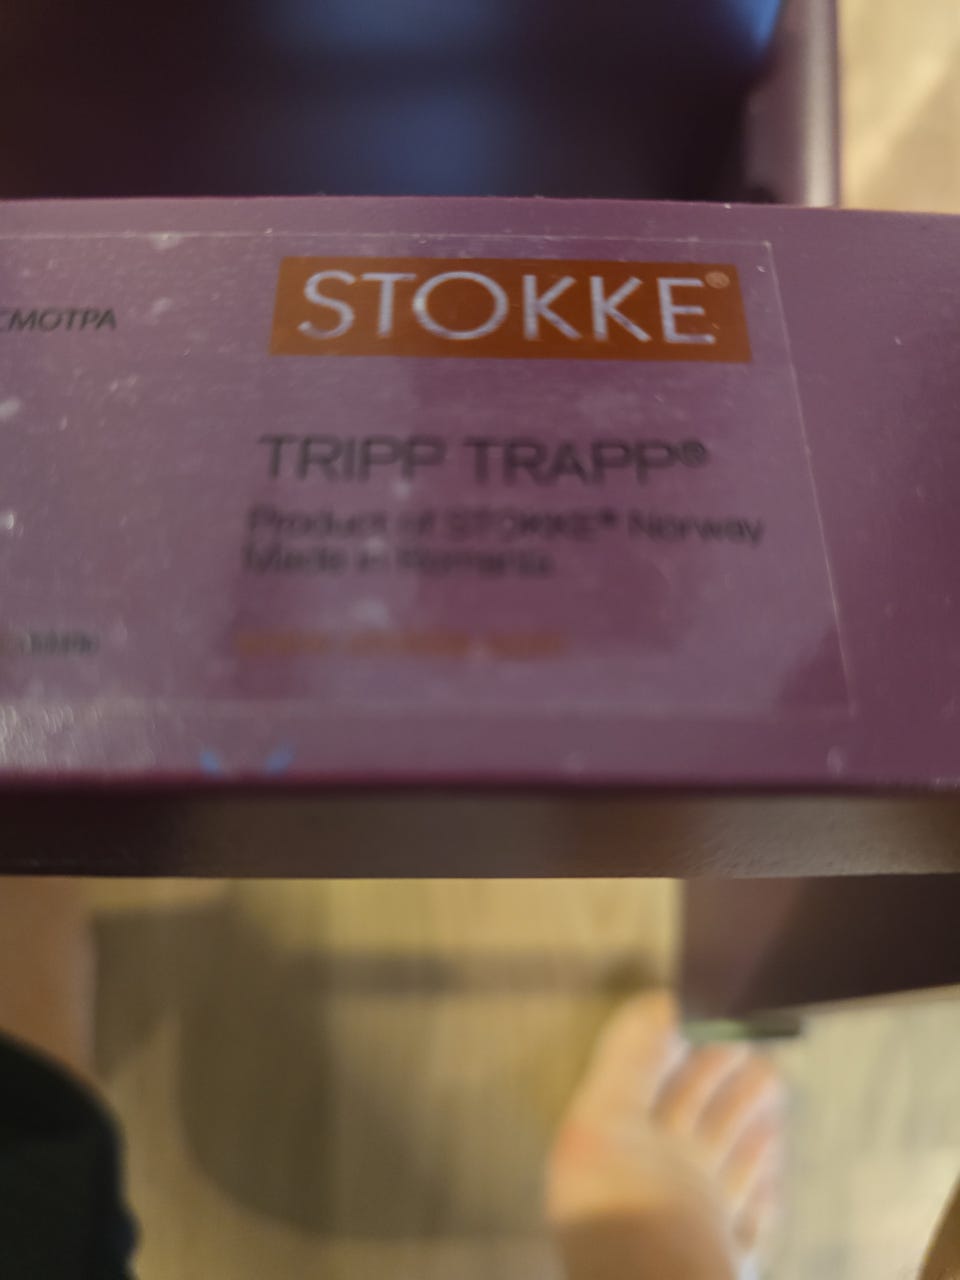 STOKKE®
СМОТРА
TRIPP TRAPP®
Product of STOKKE® Norway
Made in Romania